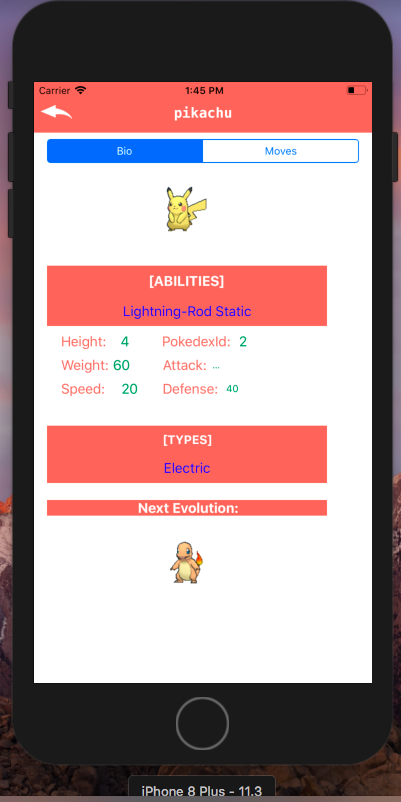 Carrier 1:45 PM
pikachu
Bio Moves
[ABILITIES]
Lightning-Rod Static
Height: 4 PokedexId: 2
Weight: 60 Attack: ...
Speed: 20 Defense: 40
[TYPES]
Electric
Next Evolution:
iPhone 8 Plus - 11.3